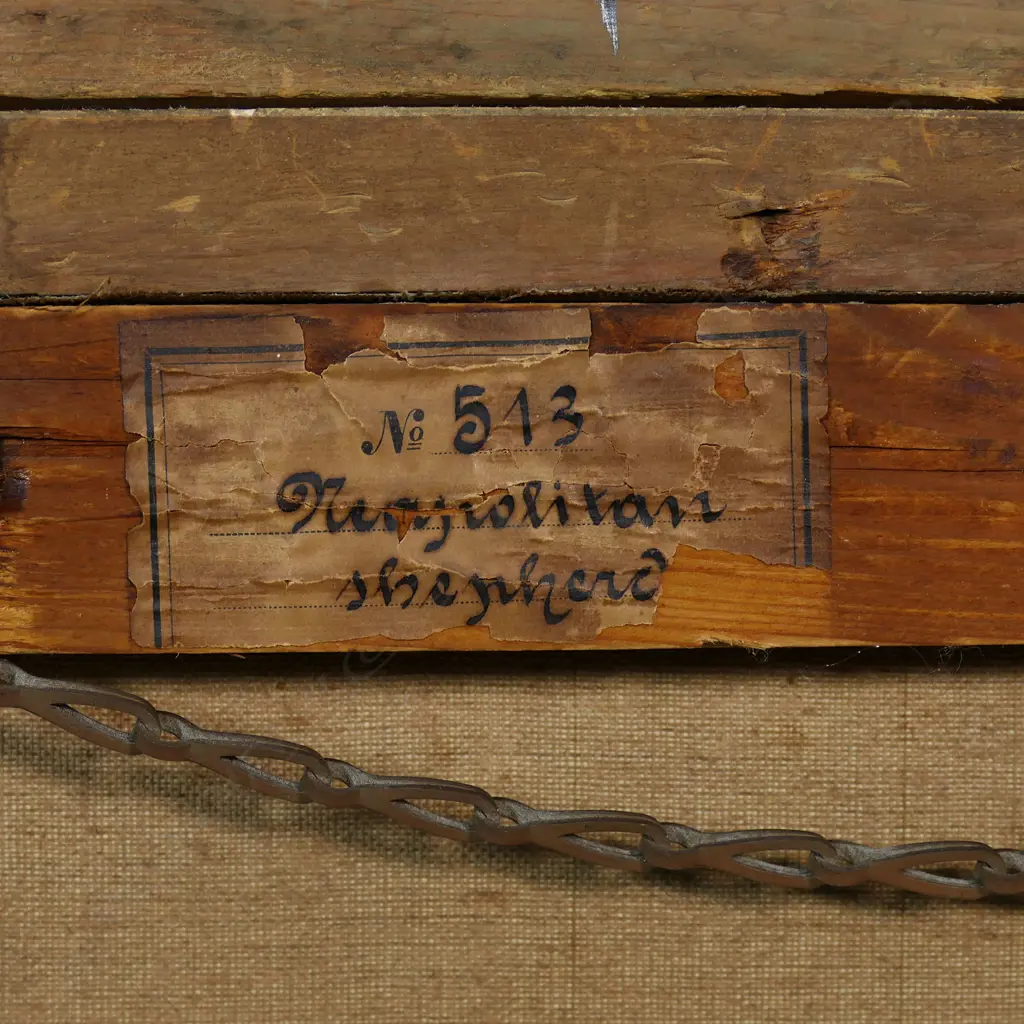 № 513
Neapolitan
shepherd